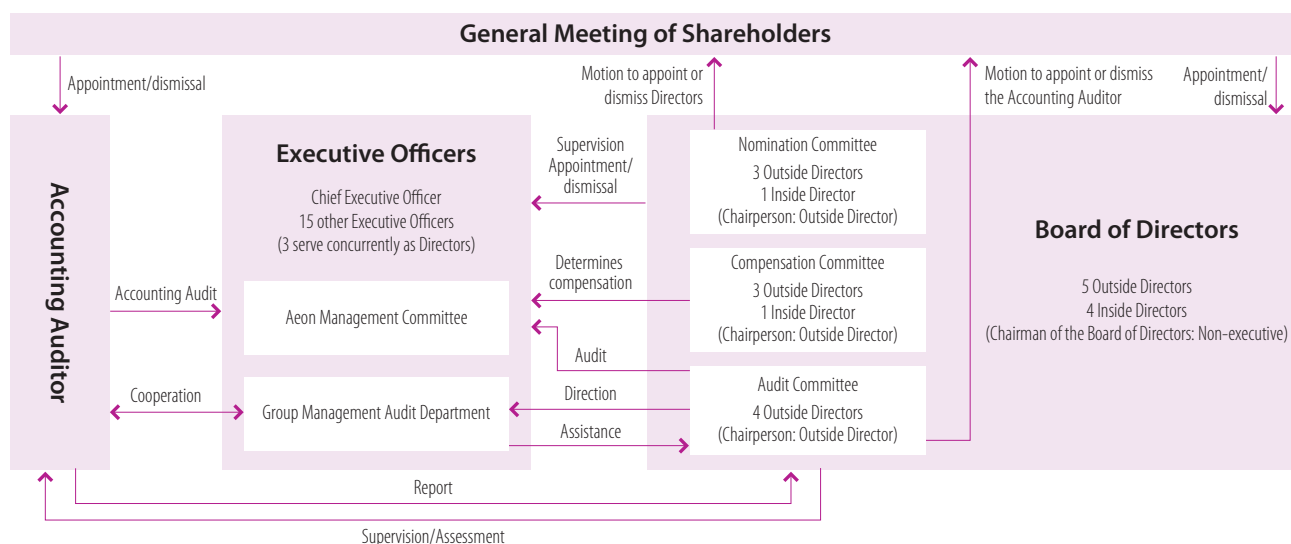 General Meeting of Shareholders
Appointment/dismissal
Motion to appoint or
dismiss Directors
Motion to appoint or dismiss
the Accounting Auditor
Appointment/
dismissal
Accounting Auditor
Executive Officers
Chief Executive Officer
15 other Executive Officers
(3 serve concurrently as Directors)
Supervision
Appointment/
dismissal
Nomination Committee
3 Outside Directors
1 Inside Director
(Chairperson: Outside Director)
Board of Directors
5 Outside Directors
4 Inside Directors
(Chairman of the Board of Directors: Non-executive)
Accounting Audit
Aeon Management Committee
Determines
compensation
Compensation Committee
3 Outside Directors
1 Inside Director
(Chairperson: Outside Director)
Audit
Cooperation
Group Management Audit Department
Direction
Assistance
Audit Committee
4 Outside Directors
(Chairperson: Outside Director)
Report
Supervision/Assessment